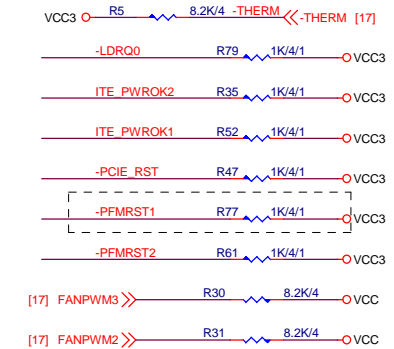 VCC3 R5 8.2K/4 -THERM -THERM [17]
-LDRQ0 R79 1K/4/1 VCC3
ITE_PWROK2 R35 1K/4/1 VCC3
ITE_PWROK1 R52 1K/4/1 VCC3
-PCIE_RST R47 1K/4/1 VCC3
-PFMRST1 R77 1K/4/1 VCC3
-PFMRST2 R61 1K/4/1 VCC3
[17] FANPWM3 R30 8.2K/4 VCC
[17] FANPWM2 R31 8.2K/4 VCC